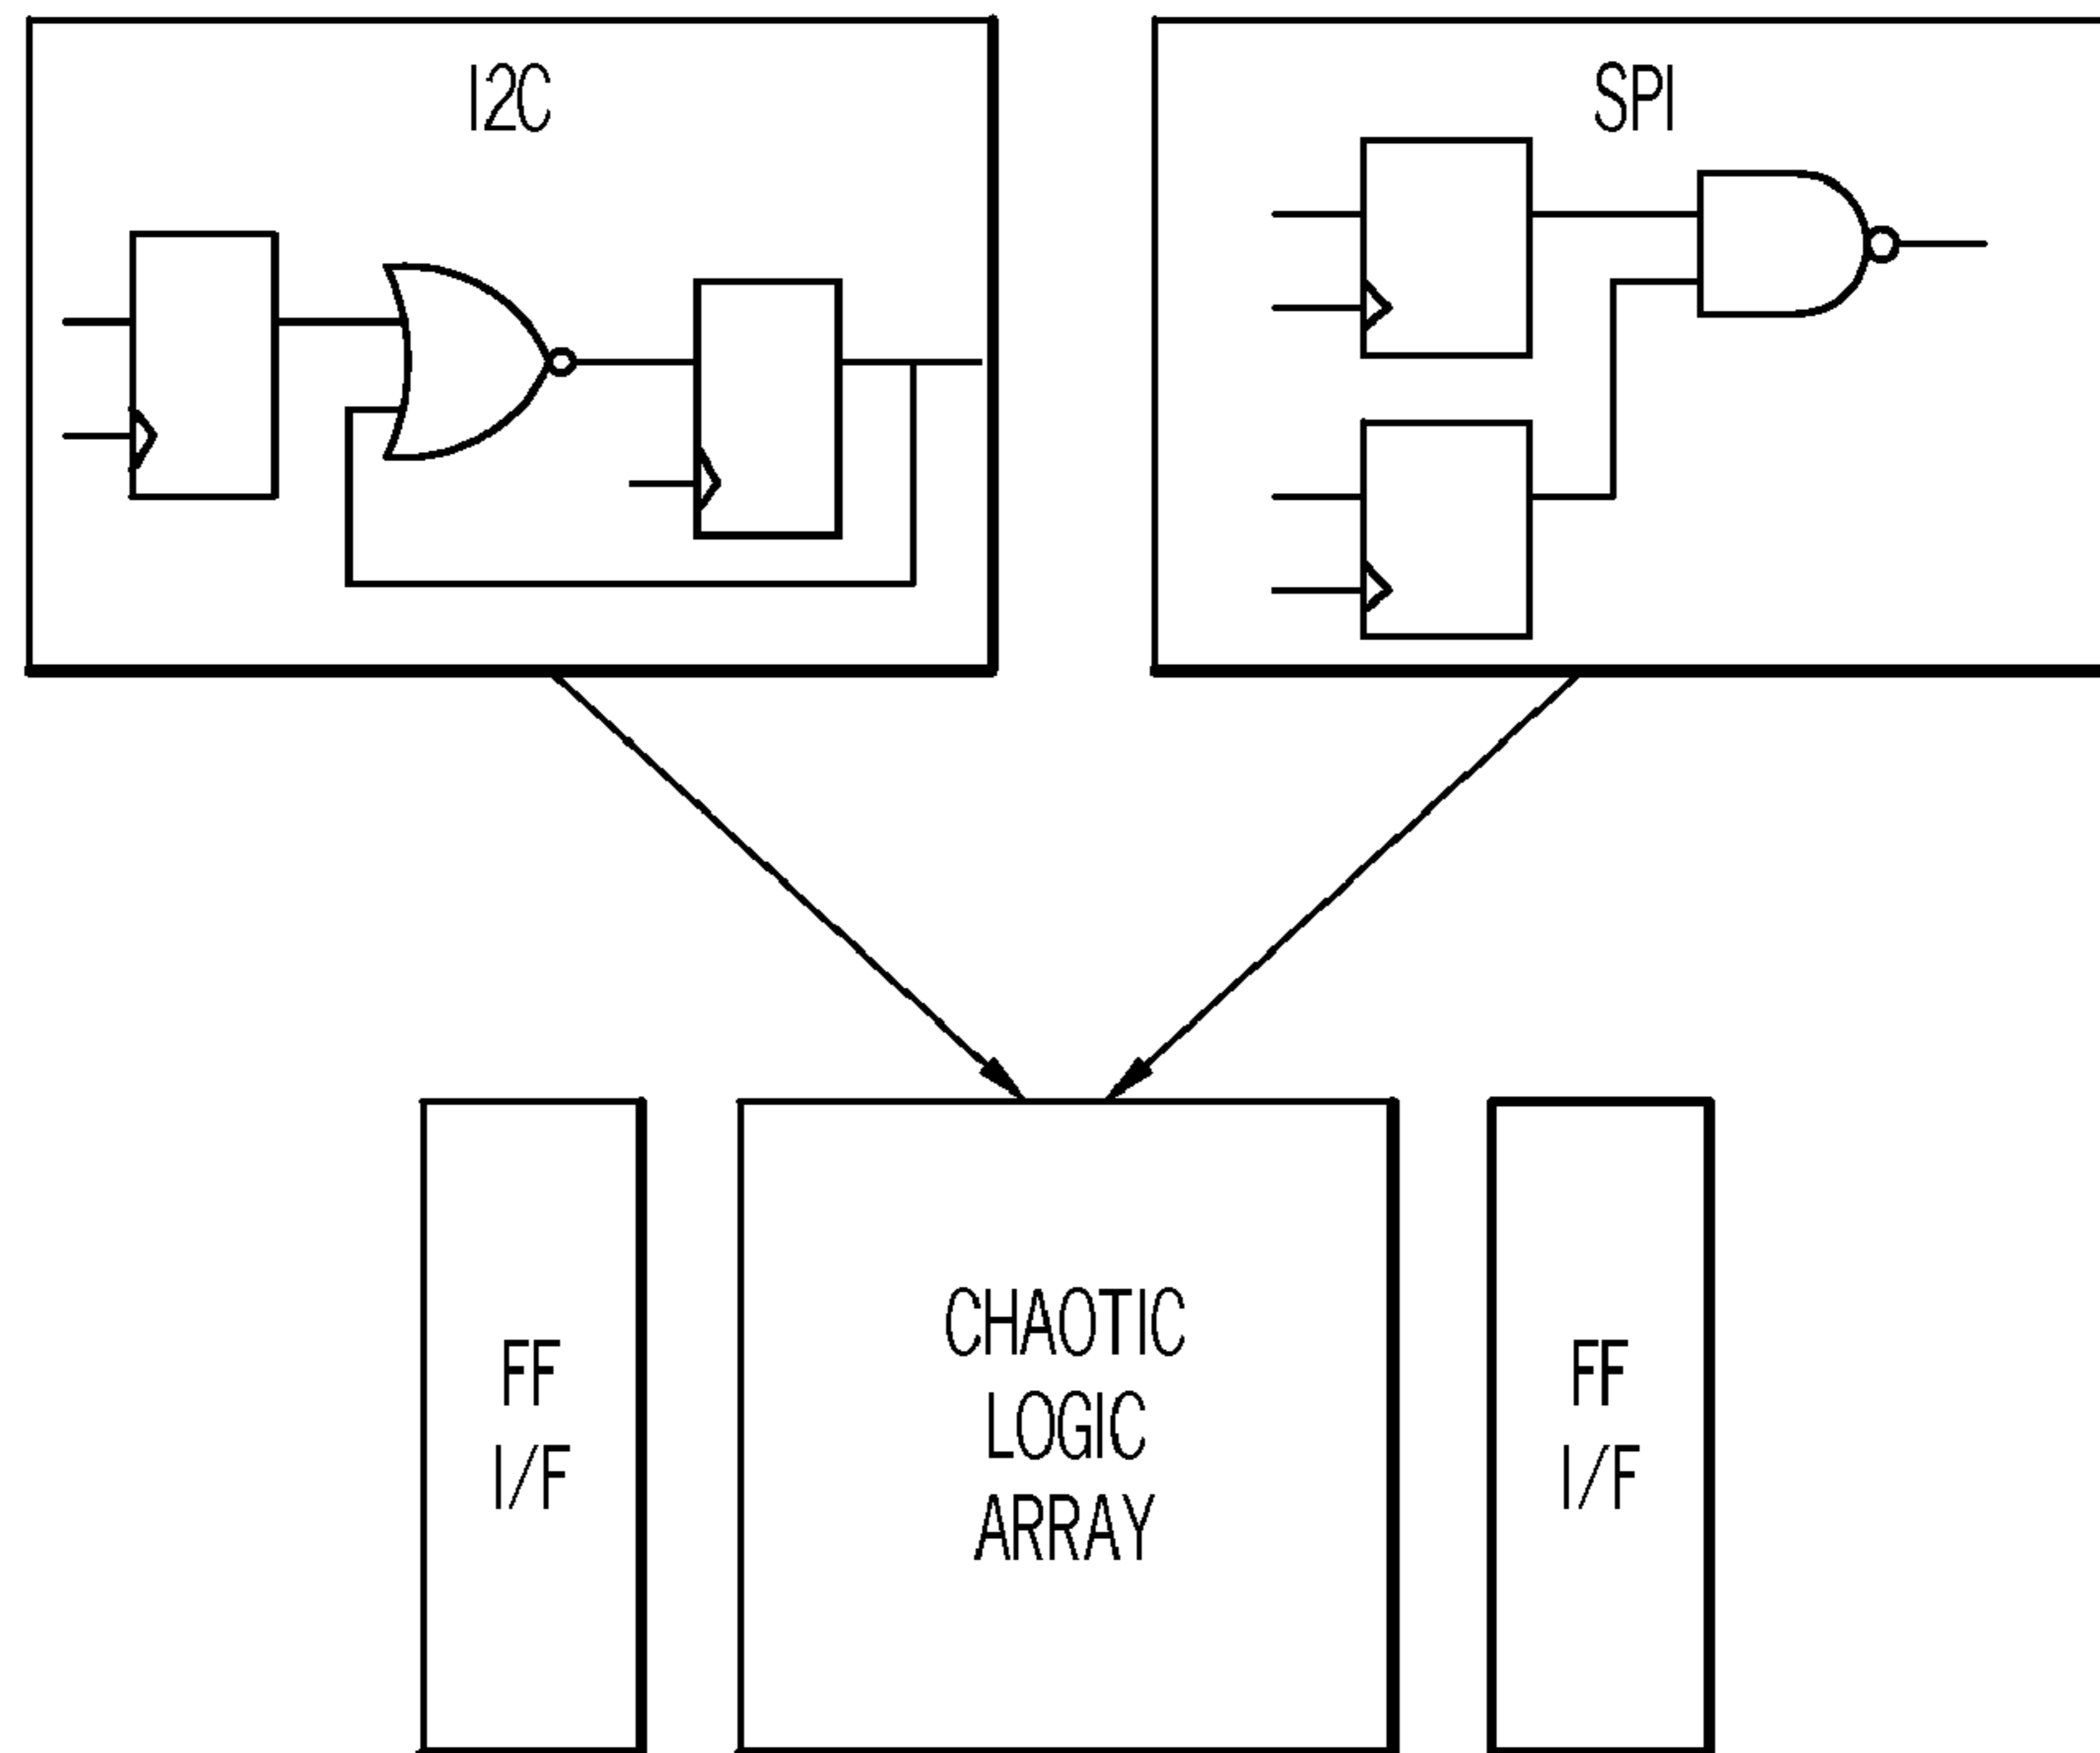 I2C
SPI
FF
I/F
CHAOTIC
LOGIC
ARRAY
FF
I/F